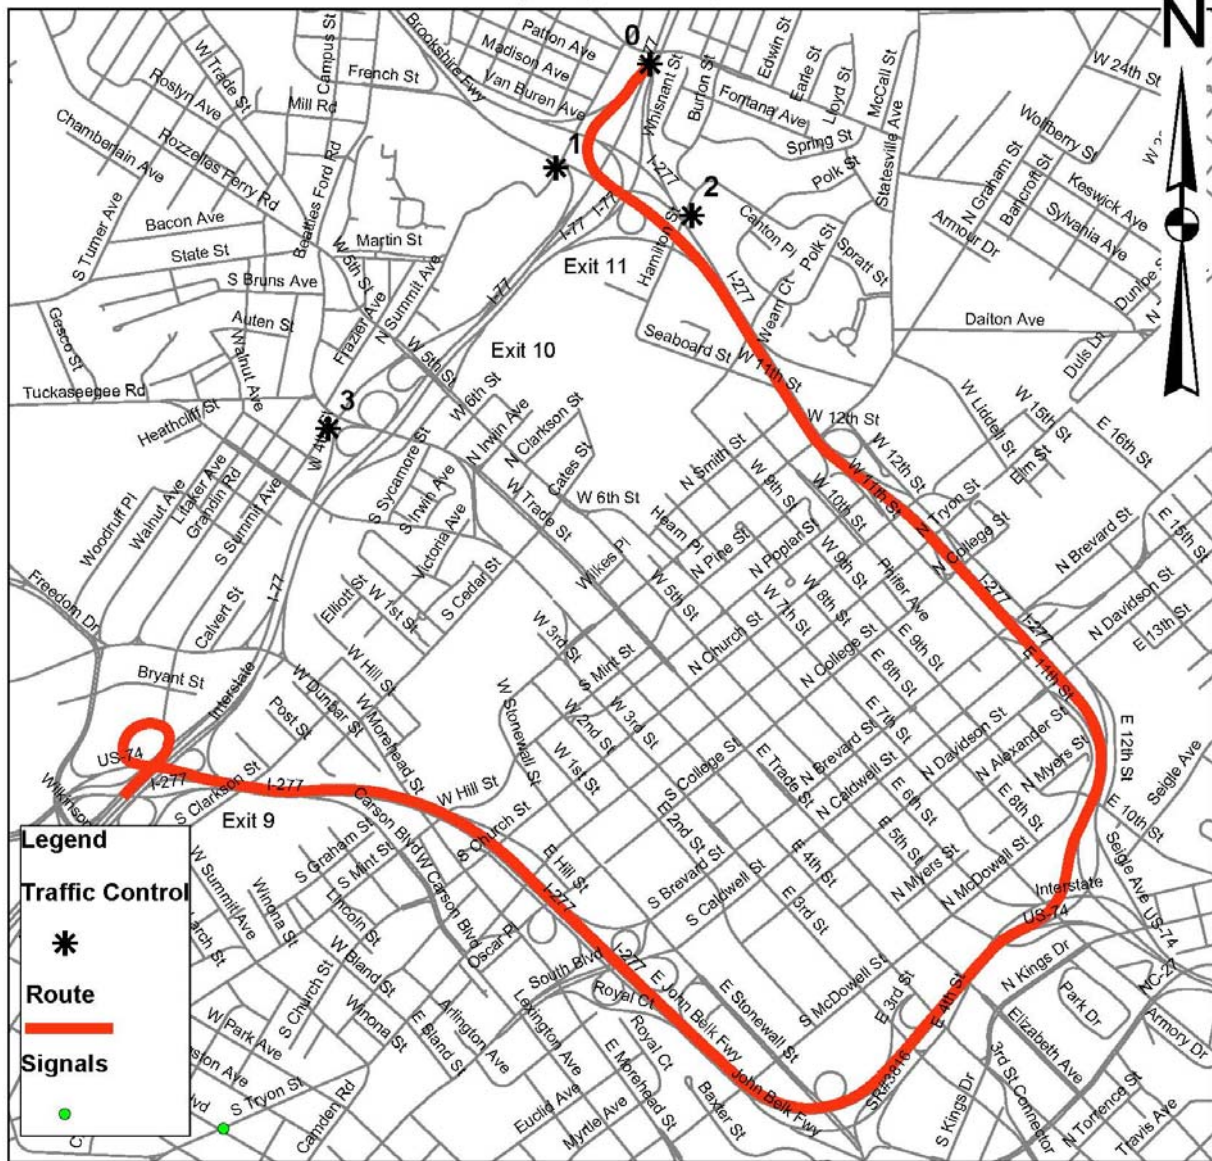 N
0
Patton Ave
Madison Ave
Van Buren Ave
Brookshire Fwy
French St
Campus St
W Trade St
Roslyn Ave
Mill Rd
Chamberlain Ave
Rozzelles Ferry Rd
Beatties Ford Rd
S Turner Ave
Bacon Ave
State St
S Bruns Ave
Martin St
W 5th St
N Summit Ave
Frazier Ave
Auten St
Walnut Ave
Gesco St
Tuckaseegee Rd
Heathcliff St
I-77
Whisnant St
Burton St
Edwin St
Earle St
Lloyd St
McCall St
Fontana Ave
Spring St
Polk St
Statesville Ave
W 24th St
Wolfberry St
N Graham St
Bancroft St
Keswick Ave
Sylvania Ave
Armour Dr
1
2
I-277
I-77
I-77
I-77
Exit 11
Hamilton St
Canton Pl
Polk St
Spratt St
I-277
Wearn Ct
Seaboard St
W 11th St
Dalton Ave
Duls Ln
Exit 10
W 5th St
W 6th St
3
W 4th
N Irwin Ave
N Clarkson St
Cates St
W 6th St
W Trade St
S Sycamore St
S Irwin Ave
Victoria Ave
Woodruff Pl
Walnut Ave
Litaker Ave
Grandin Rd
S Summit Ave
W 12th St
W 12th St
W Liddell St
W 15th St
Elm St
E 16th St
N Smith St
W 9th St
W 10th St
W 11th St
N Tryon St
N College St
Hearn Pl
N Pine St
N Poplar St
W 9th St
Phifer Ave
N Brevard St
E 15th St
N Davidson St
E 13th St
I-277
I-277
E 11th St
Wilkes Pl
W 5th St
W 8th St
W 7th St
N Church St
N College St
E 9th St
E 8th St
E 7th St
Freedom Dr
Calvert St
I-77
Elliott St
W 1st St
S Cedar St
W Hill St
W 3rd St
S Mint St
Bryant St
Interstate
Post St
W Dunbar St
W Morehead St
W Stonewall St
W 2nd St
W 3rd St
W 1st St
US-74
I-277
I-277
Wilkinson
S Clarkson St
Exit 9
Carson Blvd
W Hill St
S Church St
S College St
E 2nd St
E Trade St
N Brevard St
N Caldwell St
N Davidson St
N Alexander St
N Myers St
E 12th St
Seigle Ave
E 10th St
E 8th St
E 6th St
E 5th St
N Myers St
N McDowell St
E 4th St
E 3rd St
S Brevard St
S Caldwell St
E Hill St
I-277
Seigle Ave
US-74
Interstate
US-74
NC-27
N Kings Dr
Park Dr
Armory Dr
Legend
Traffic Control
Route
Signals
W Summit Ave
Winona St
S Graham St
S Mint St
Lincoln St
W Carson Blvd
W Bland St
S Church St
Winona St
W Park Ave
S Tryon St
Camden Rd
Oscar Pl
South Blvd
I-277
Royal Ct
E John Belk Fwy
E Stonewall St
S McDowell St
E 3rd St
E 4th St
Arlington Ave
E Bland St
Lexington Ave
Euclid Ave
Myrtle Ave
E Morehead St
Royal Ct
Baxter St
John Belk Fwy
SR#3816
S Kings Dr
3rd St Connector
Elizabeth Ave
N Torrence St
Travis Ave